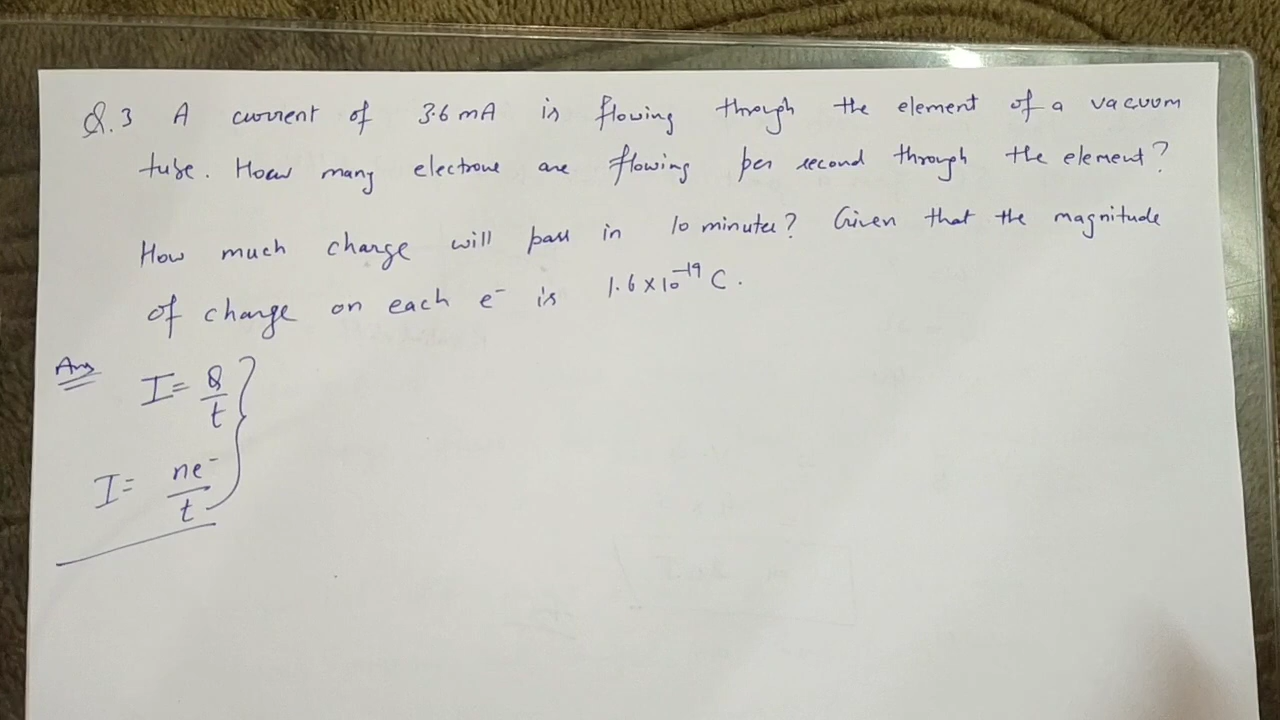 Q.3 A current of 3.6 mA is flowing through the element of a vacuum
tube. How many electrons are flowing per second through the element?
How much charge will pass in 10 minutes? Given that the magnitude
of charge on each e⁻ is 1.6 × 10⁻¹⁹ C.
Ans
I = Q/t
I = ne⁻/t